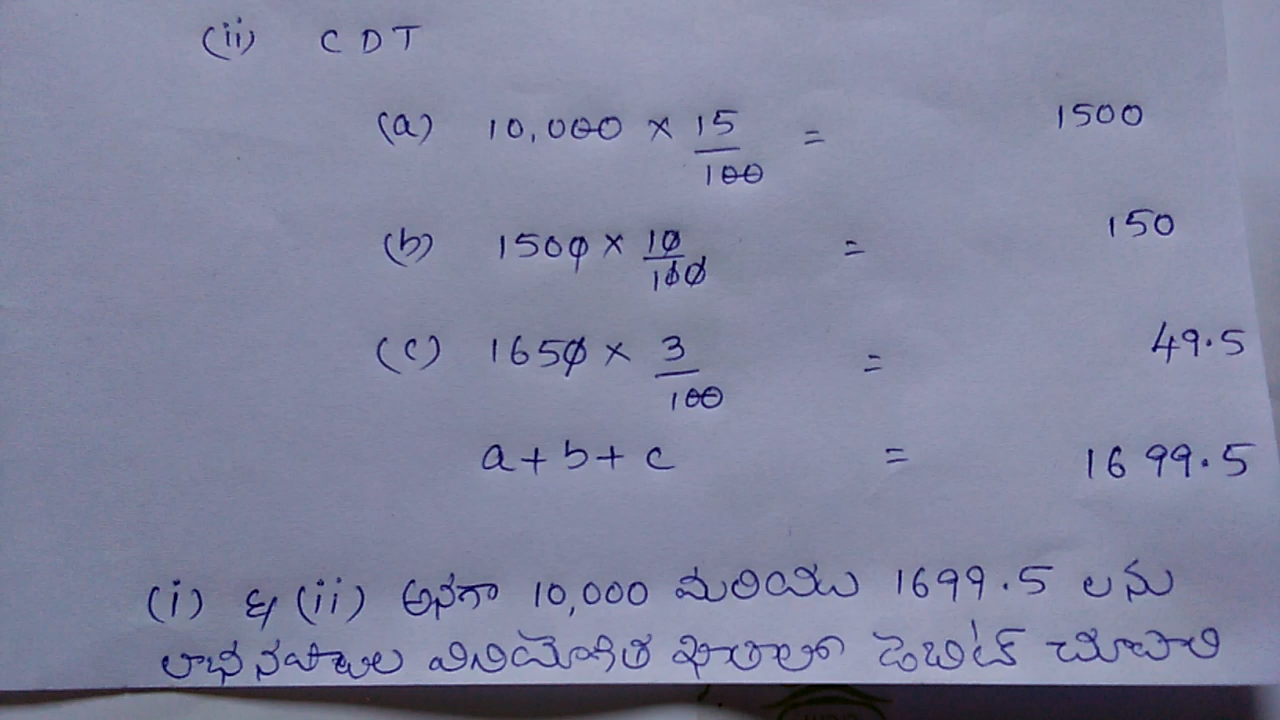 (ii) CDT
(a) 10,000 × 15/100 = 1500
(b) 1500 × 10/100 = 150
(c) 1650 × 3/100 = 49.5
a + b + c = 1699.5
(i) & (ii) అనగా 10,000 మరియు 1699.5 లను
లాభనష్టాల వినియోగిత ఖాతాలో డెబిట్ చూపాలి